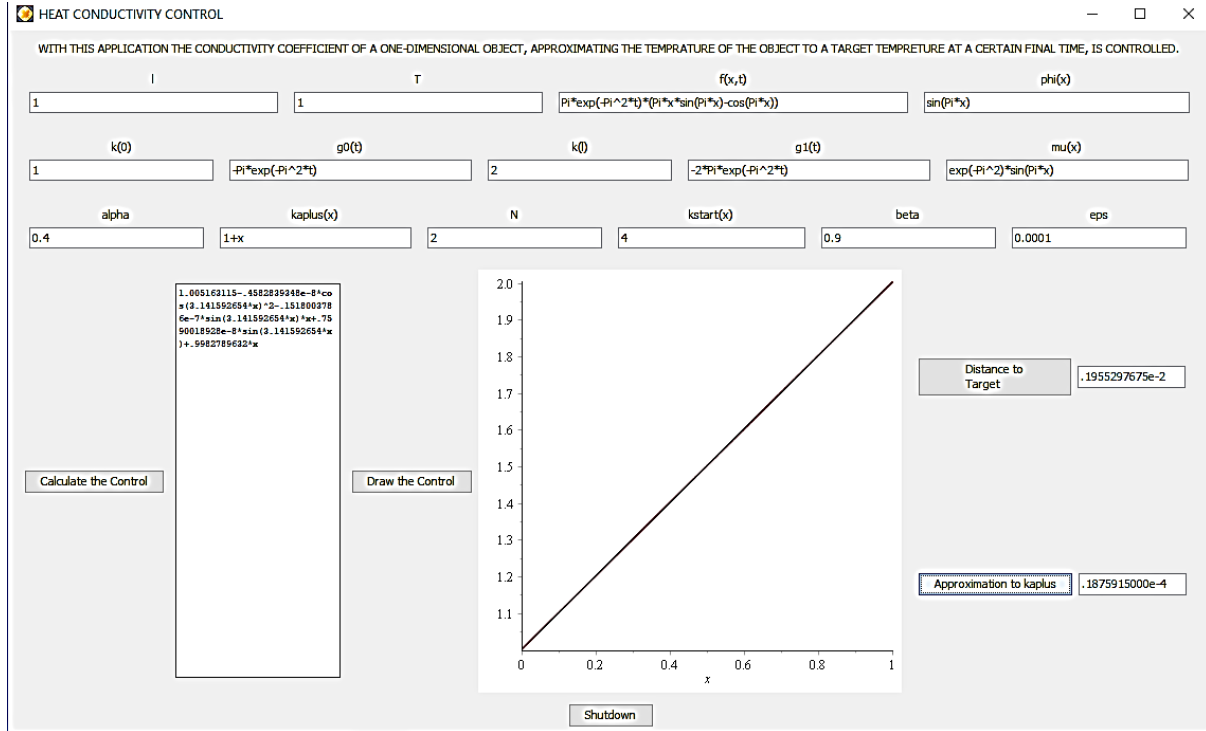 HEAT CONDUCTIVITY CONTROL
WITH THIS APPLICATION THE CONDUCTIVITY COEFFICIENT OF A ONE-DIMENSIONAL OBJECT, APPROXIMATING THE TEMPRATURE OF THE OBJECT TO A TARGET TEMPRETURE AT A CERTAIN FINAL TIME, IS CONTROLLED.
l T f(x,t) phi(x)
1 1 Pi*exp(-Pi^2*t)*(Pi*x*sin(Pi*x)-cos(Pi*x)) sin(Pi*x)
k(0) g0(t) k(l) g1(t) mu(x)
1 -Pi*exp(-Pi^2*t) 2 -2*Pi*exp(-Pi^2*t) exp(-Pi^2)*sin(Pi*x)
alpha kaplus(x) N kstart(x) beta eps
0.4 1+x 2 4 0.9 0.0001
Calculate the Control
1.005163115-.4582839348e-8*co
s(3.141592654*x)^2-.151800378
6e-7*sin(3.141592654*x)*x+.75
90018928e-8*sin(3.141592654*x
)+.9982789632*x
Draw the Control
2.0
1.9
1.8
1.7
1.6
1.5
1.4
1.3
1.2
1.1
0 0.2 0.4 0.6 0.8 1
x
Distance to
Target
.1955297675e-2
Approximation to kaplus .1875915000e-4
Shutdown